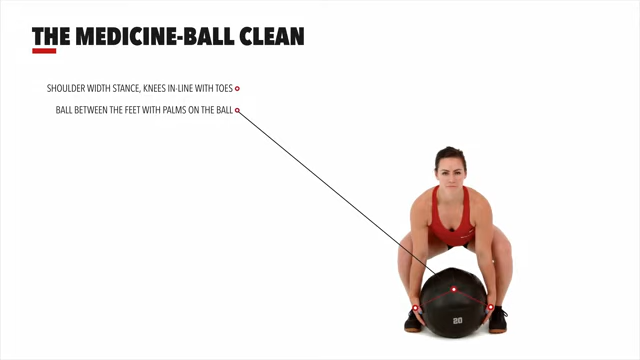 THE MEDICINE-BALL CLEAN
SHOULDER WIDTH STANCE, KNEES IN-LINE WITH TOES
BALL BETWEEN THE FEET WITH PALMS ON THE BALL
20